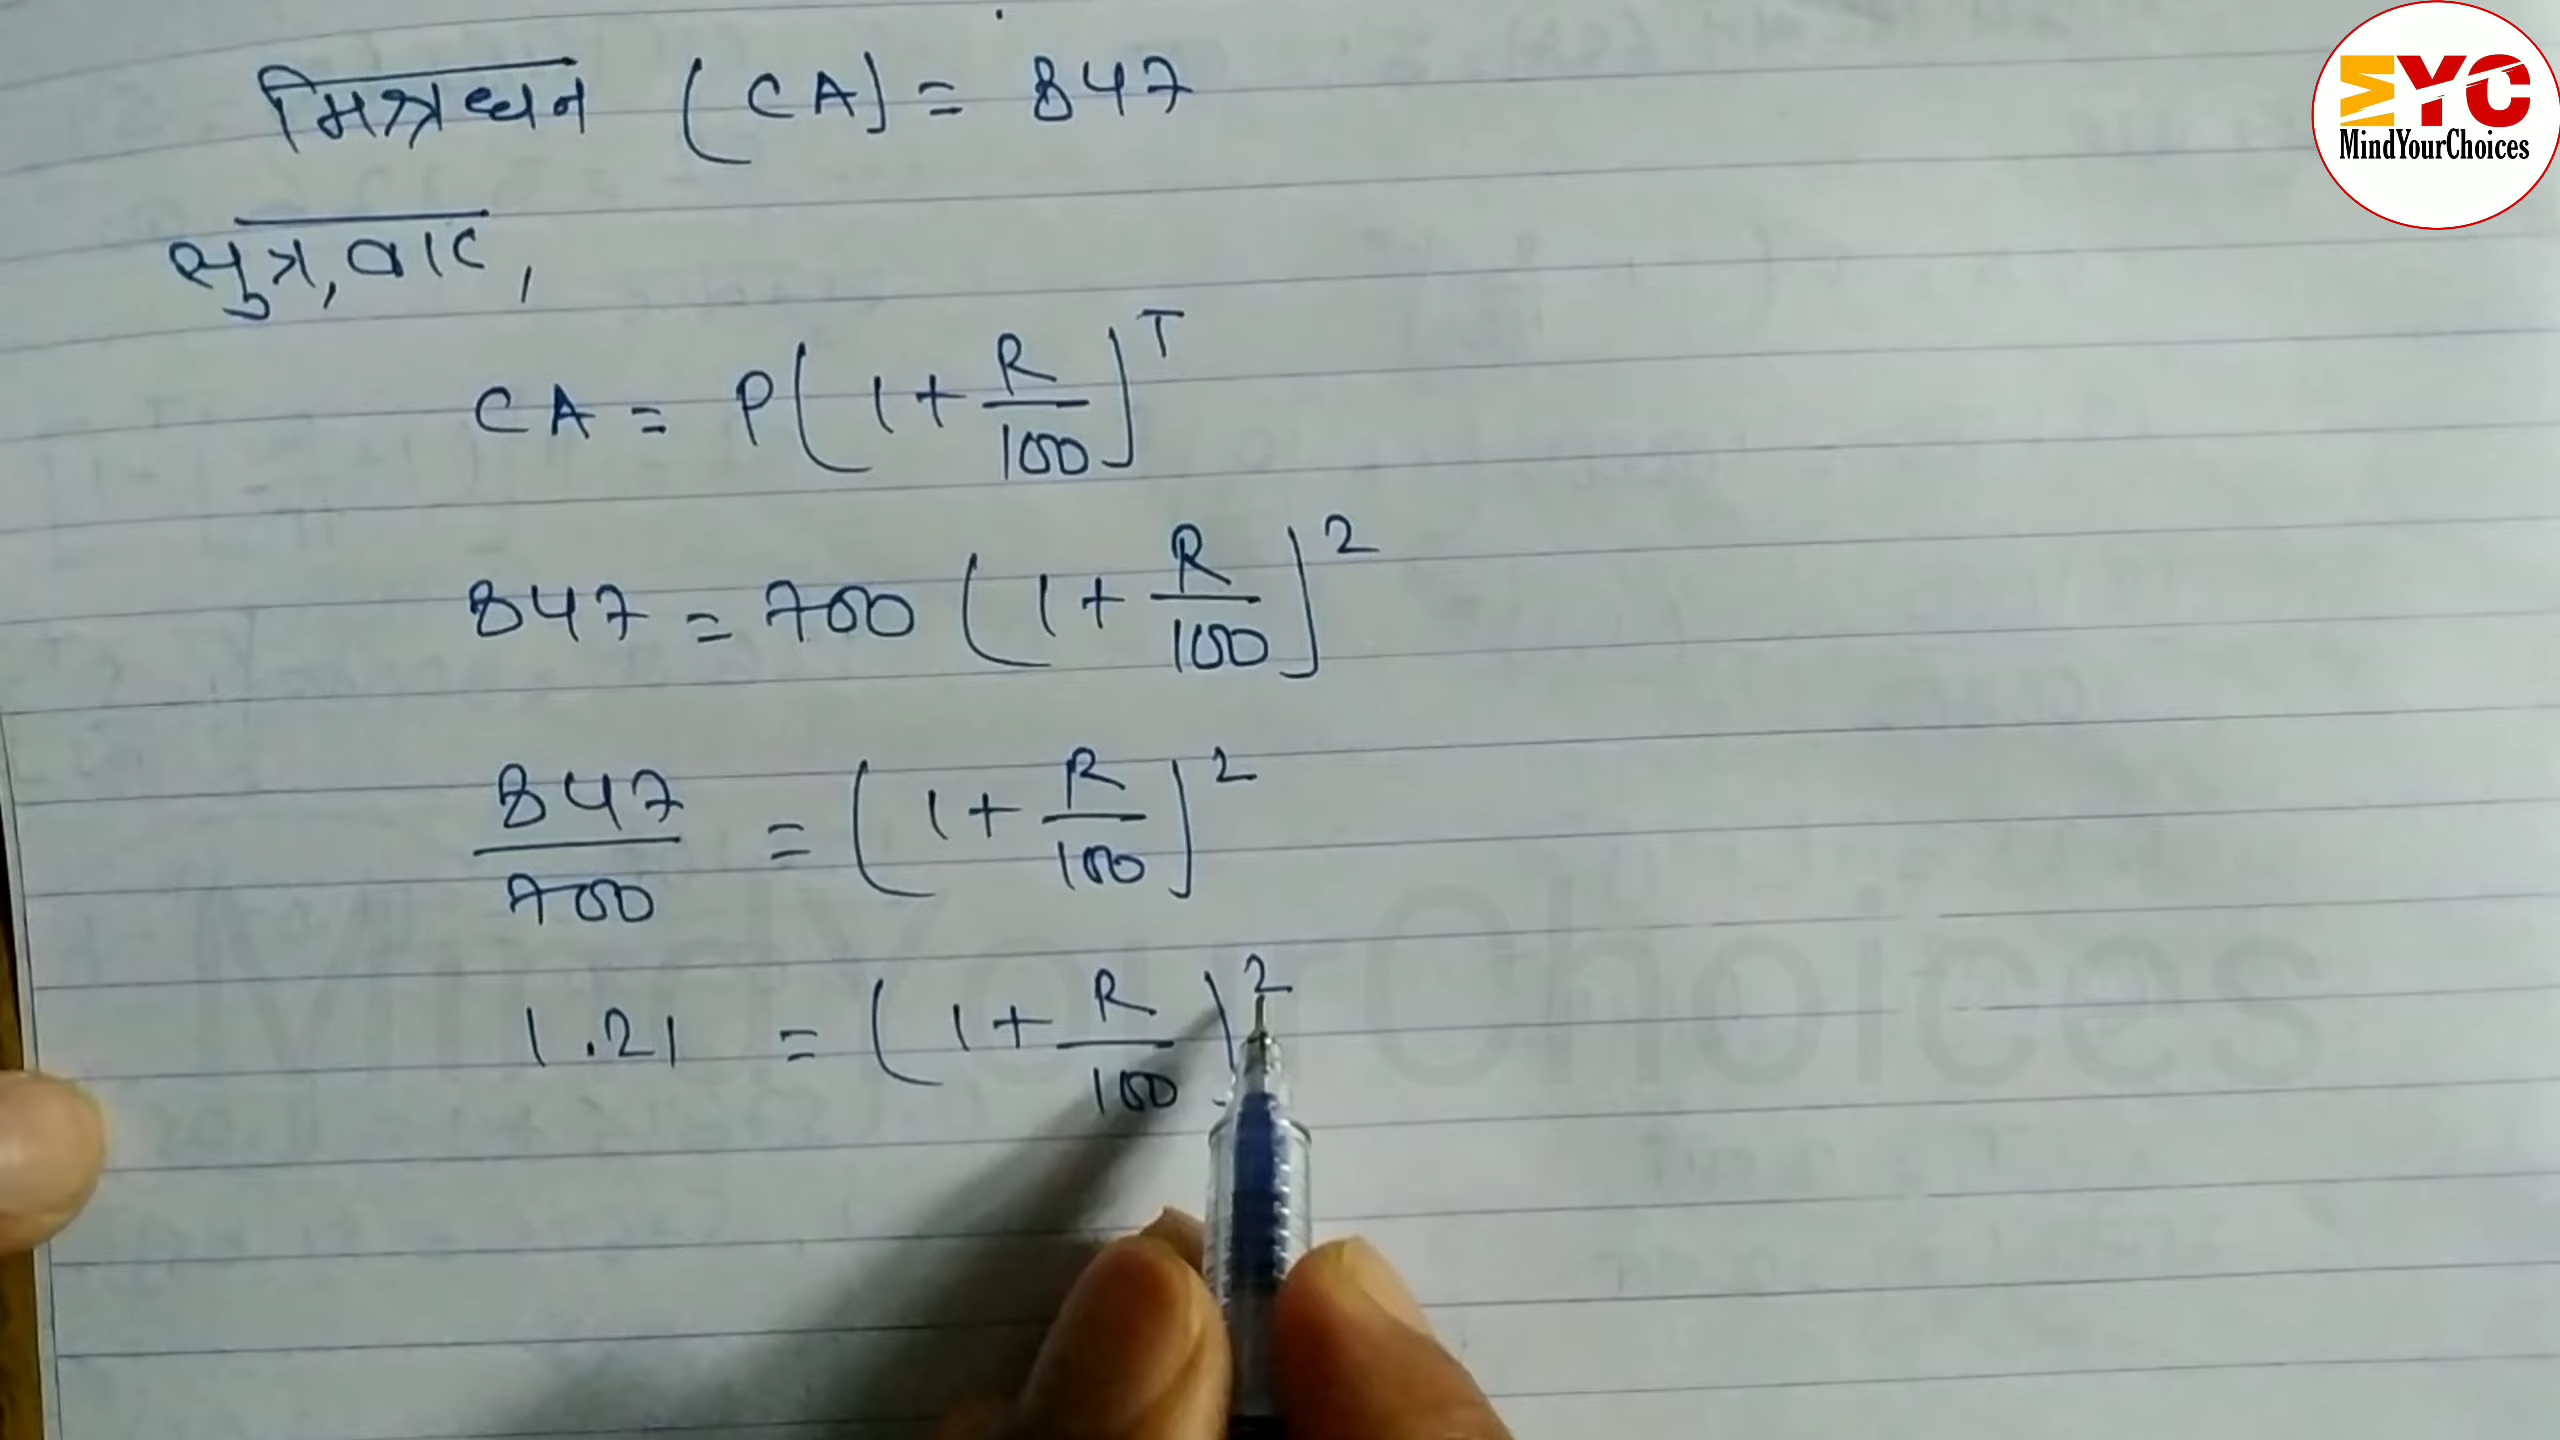 मिश्रधन (CA) = 847
MYC
MindYourChoices
सुत्र, बाट,
CA = P(1 + R/100)^T
847 = 700 (1 + R/100)^2
847/700 = (1 + R/100)^2
1.21 = (1 + R/100)^2
MindYourChoices